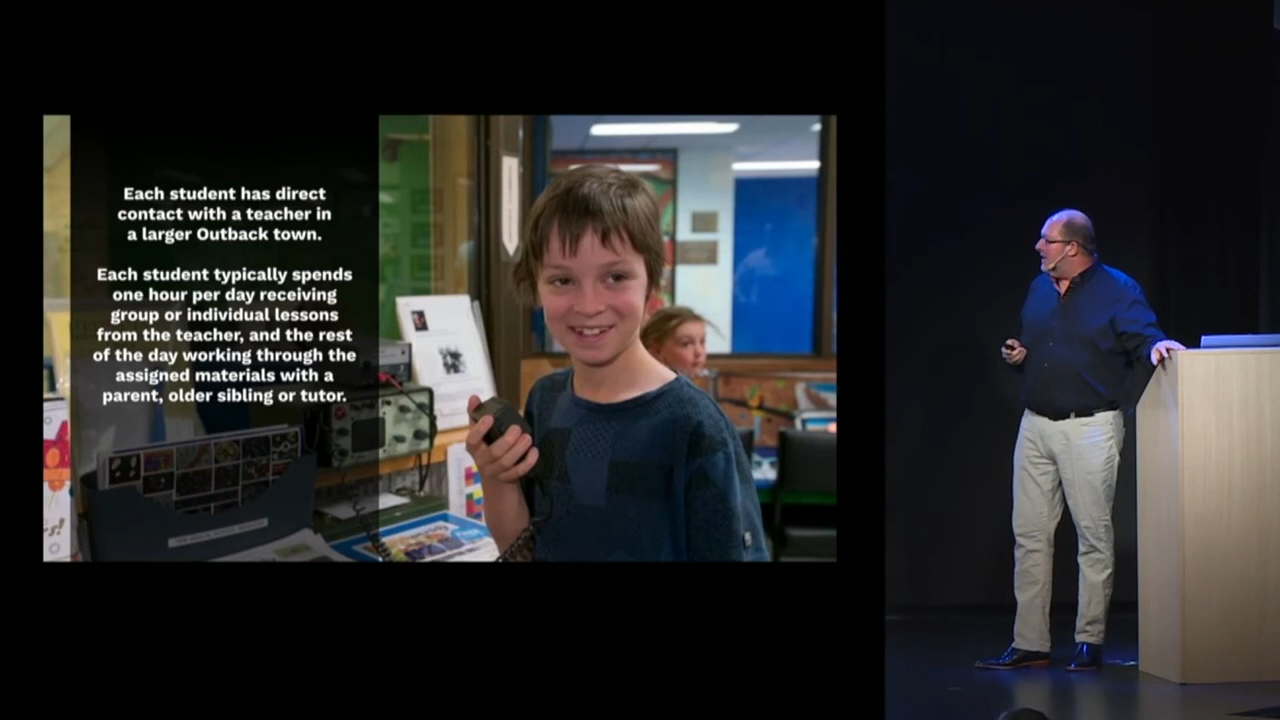 Each student has direct
contact with a teacher in
a larger Outback town.
Each student typically spends
one hour per day receiving
group or individual lessons
from the teacher, and the rest
of the day working through the
assigned materials with a
parent, older sibling or tutor.